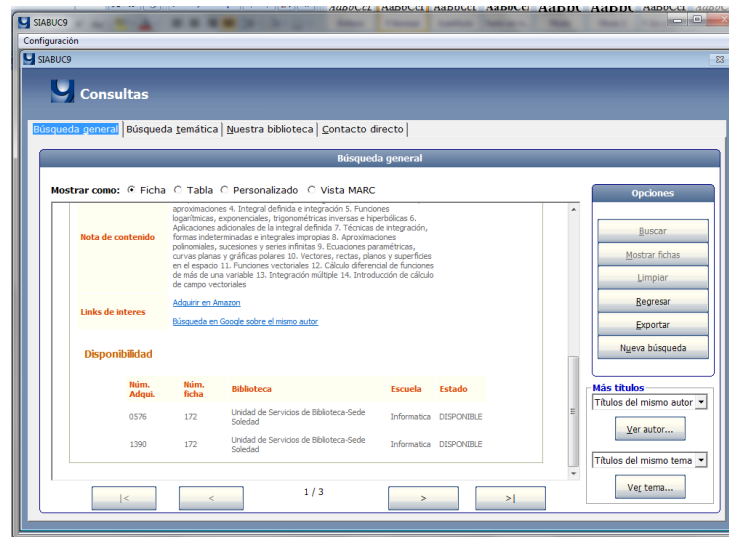 AaBbCcI AaBbCcI AaBbCcI AaBbCcI AaBbC AaBbC AaBbCcI
SIABUC9
Configuración
SIABUC9
Consultas
Búsqueda general Búsqueda temática Nuestra biblioteca Contacto directo
Búsqueda general
Mostrar como: Ficha Tabla Personalizado Vista MARC
Nota de contenido
aproximaciones 4. Integral definida e integración 5. Funciones
logarítmicas, exponenciales, trigonométricas inversas e hiperbólicas 6.
Aplicaciones adicionales de la integral definida 7. Técnicas de integración,
formas indeterminadas e integrales impropias 8. Aproximaciones
polinomiales, sucesiones y series infinitas 9. Ecuaciones paramétricas,
curvas planas y gráficas polares 10. Vectores, rectas, planos y superficies
en el espacio 11. Funciones vectoriales 12. Cálculo diferencial de funciones
de más de una variable 13. Integración múltiple 14. Introducción de cálculo
de campo vectoriales
Links de interes
Adquirir en Amazon
Búsqueda en Google sobre el mismo autor
Disponibilidad
Núm. Adqui. Núm. ficha Biblioteca Escuela Estado
0576 172 Unidad de Servicios de Biblioteca-Sede Soledad Informatica DISPONIBLE
1390 172 Unidad de Servicios de Biblioteca-Sede Soledad Informatica DISPONIBLE
|< < 1 / 3 > >|
Opciones
Buscar
Mostrar fichas
Limpiar
Regresar
Exportar
Nueva búsqueda
Más títulos
Títulos del mismo autor
Ver autor...
Títulos del mismo tema
Ver tema...